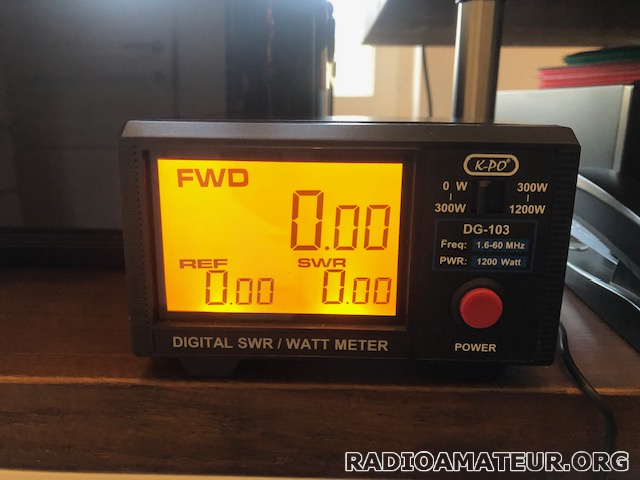 K-PO®
FWD
0.00
REF
0.00
SWR
0.00
0 W
300W
300W
1200W
DG-103
Freq: 1.6-60 MHz
PWR: 1200 Watt
POWER
DIGITAL SWR / WATT METER
RADIOAMATEUR.ORG